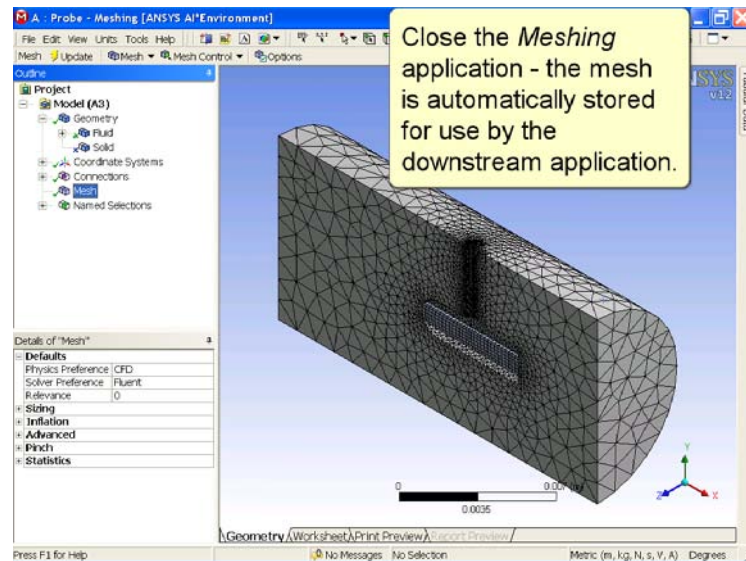 A : Probe - Meshing [ANSYS AI*Environment]
File Edit View Units Tools Help
Mesh Update Mesh Mesh Control Options
Close the Meshing
application - the mesh
is automatically stored
for use by the
downstream application.
Outline
Project
Model (A3)
Geometry
Fluid
Solid
Coordinate Systems
Connections
Mesh
Named Selections
v12
Details of "Mesh"
Defaults
Physics Preference CFD
Solver Preference Fluent
Relevance 0
Sizing
Inflation
Advanced
Pinch
Statistics
0
0.0035
Y
Z
X
Geometry Worksheet Print Preview Report Preview
Press F1 for Help
No Messages No Selection
Metric (m, kg, N, s, V, A) Degrees